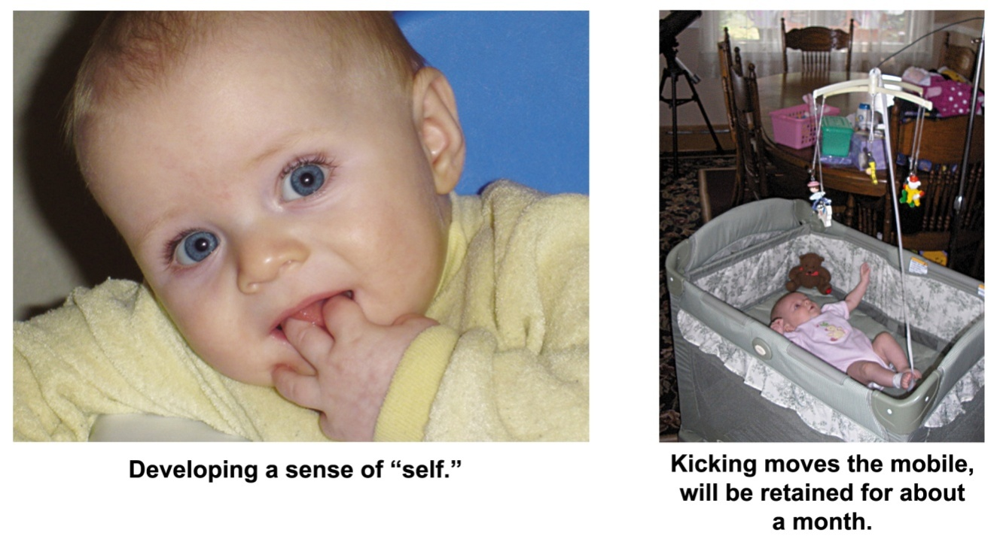 Developing a sense of “self.”
Kicking moves the mobile,
will be retained for about
a month.